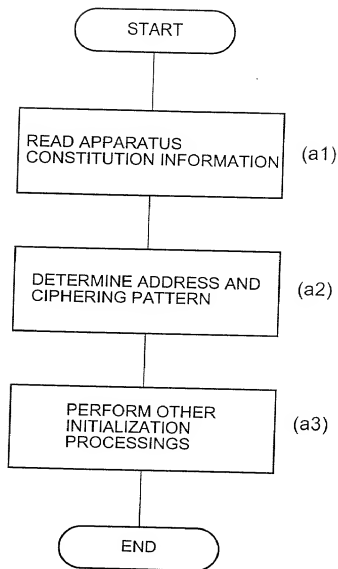 START
READ APPARATUS
CONSTITUTION INFORMATION
(a1)
DETERMINE ADDRESS AND
CIPHERING PATTERN
(a2)
PERFORM OTHER
INITIALIZATION
PROCESSINGS
(a3)
END